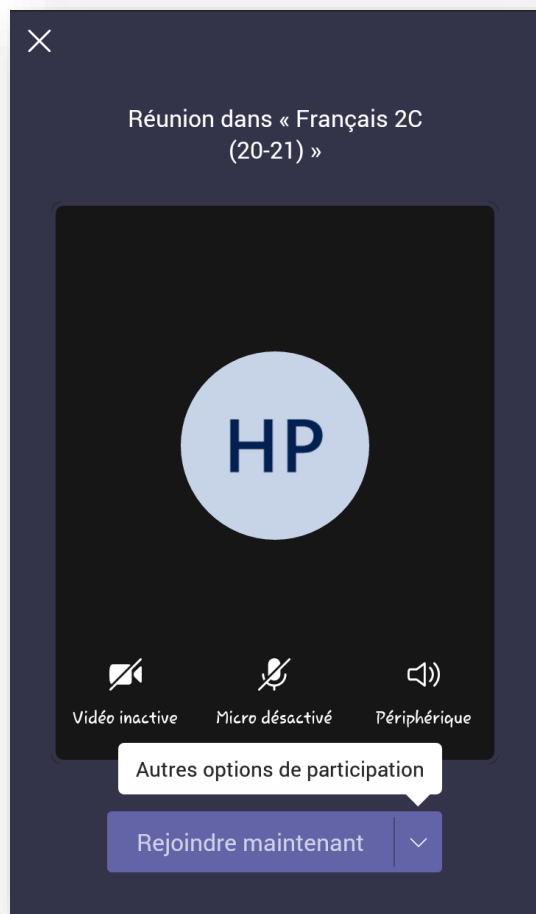 Réunion dans « Français 2C
(20-21) »
HP
Vidéo inactive Micro désactivé Périphérique
Autres options de participation
Rejoindre maintenant